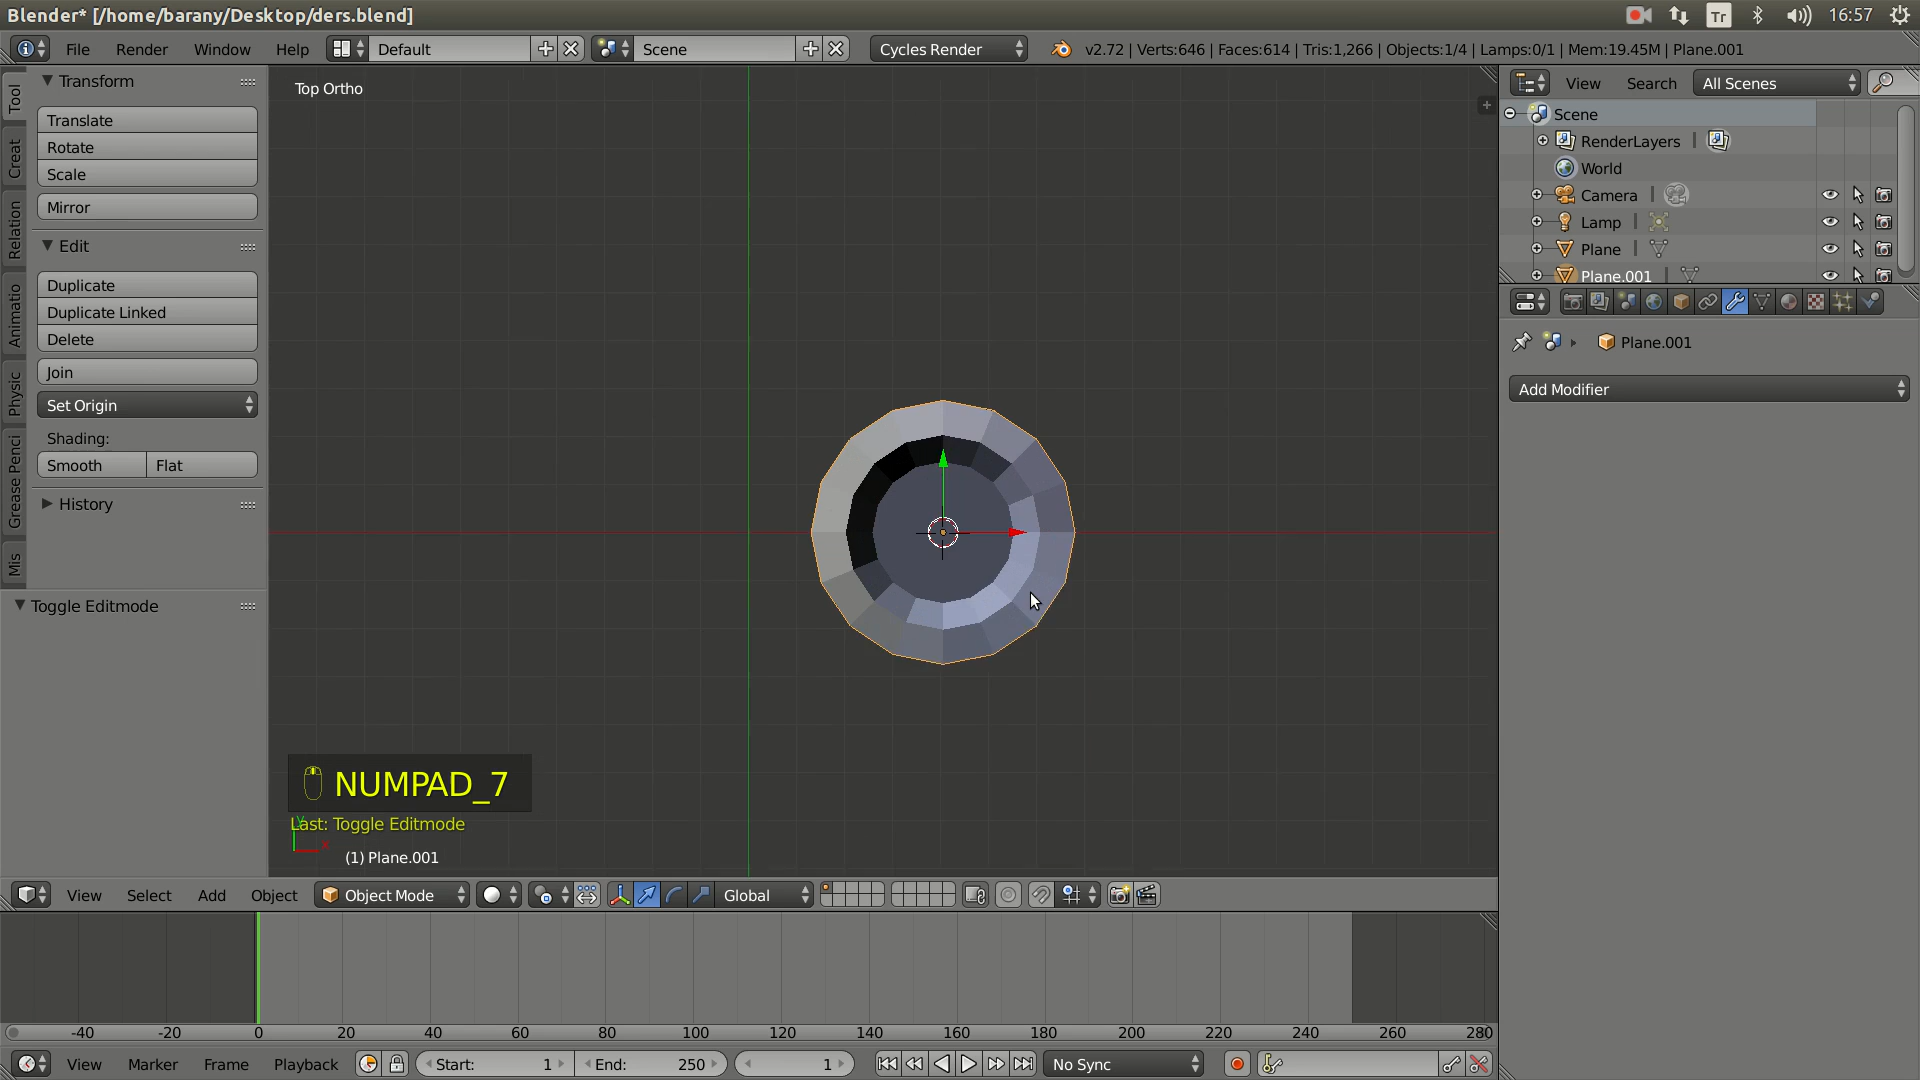 Blender* [/home/barany/Desktop/ders.blend]
Tr
16:57
File Render Window Help
Default
Scene
Cycles Render
v2.72 | Verts:646 | Faces:614 | Tris:1,266 | Objects:1/4 | Lamps:0/1 | Mem:19.45M | Plane.001
Tool
Creat
Relation
Animatio
Physic
Grease Penci
Mis
Transform
Translate
Rotate
Scale
Mirror
Edit
Duplicate
Duplicate Linked
Delete
Join
Set Origin
Shading:
Smooth Flat
History
Toggle Editmode
Top Ortho
NUMPAD_7
Last: Toggle Editmode
(1) Plane.001
View Search All Scenes
Scene
RenderLayers
World
Camera
Lamp
Plane
Plane.001
Plane.001
Add Modifier
View Select Add Object Object Mode Global
-40 -20 0 20 40 60 80 100 120 140 160 180 200 220 240 260 280
View Marker Frame Playback Start: 1 End: 250 1 No Sync